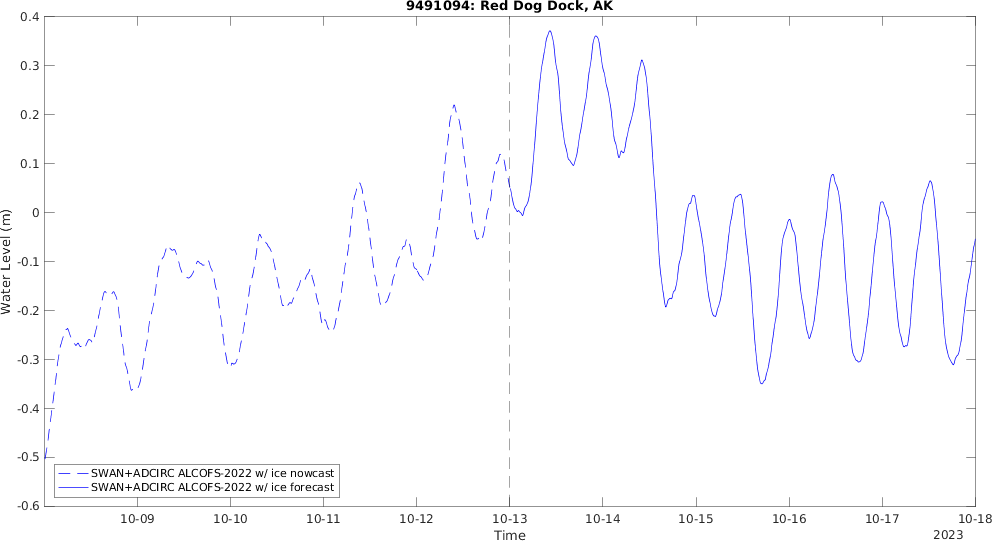 9491094: Red Dog Dock, AK
0.4
0.3
0.2
0.1
0
-0.1
-0.2
-0.3
-0.4
-0.5
-0.6
Water Level (m)
SWAN+ADCIRC ALCOFS-2022 w/ ice nowcast
SWAN+ADCIRC ALCOFS-2022 w/ ice forecast
10-09 10-10 10-11 10-12 10-13 10-14 10-15 10-16 10-17 10-18
Time
2023